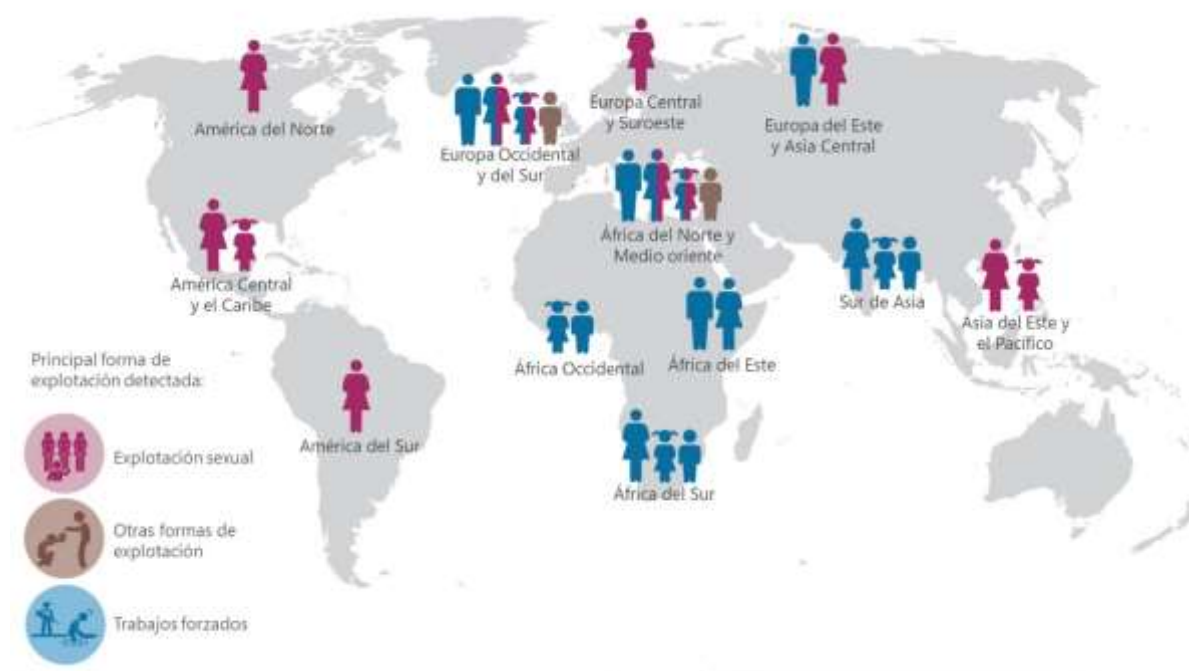 América del Norte
Europa Central
y Suroeste
Europa del Este
y Asia Central
Europa Occidental
y del Sur
África del Norte y
Medio oriente
América Central
y el Caribe
Sur de Asia
Asia del Este y
el Pacífico
África Occidental
África del Este
América del Sur
África del Sur
Principal forma de
explotación detectada:
Explotación sexual
Otras formas de
explotación
Trabajos forzados